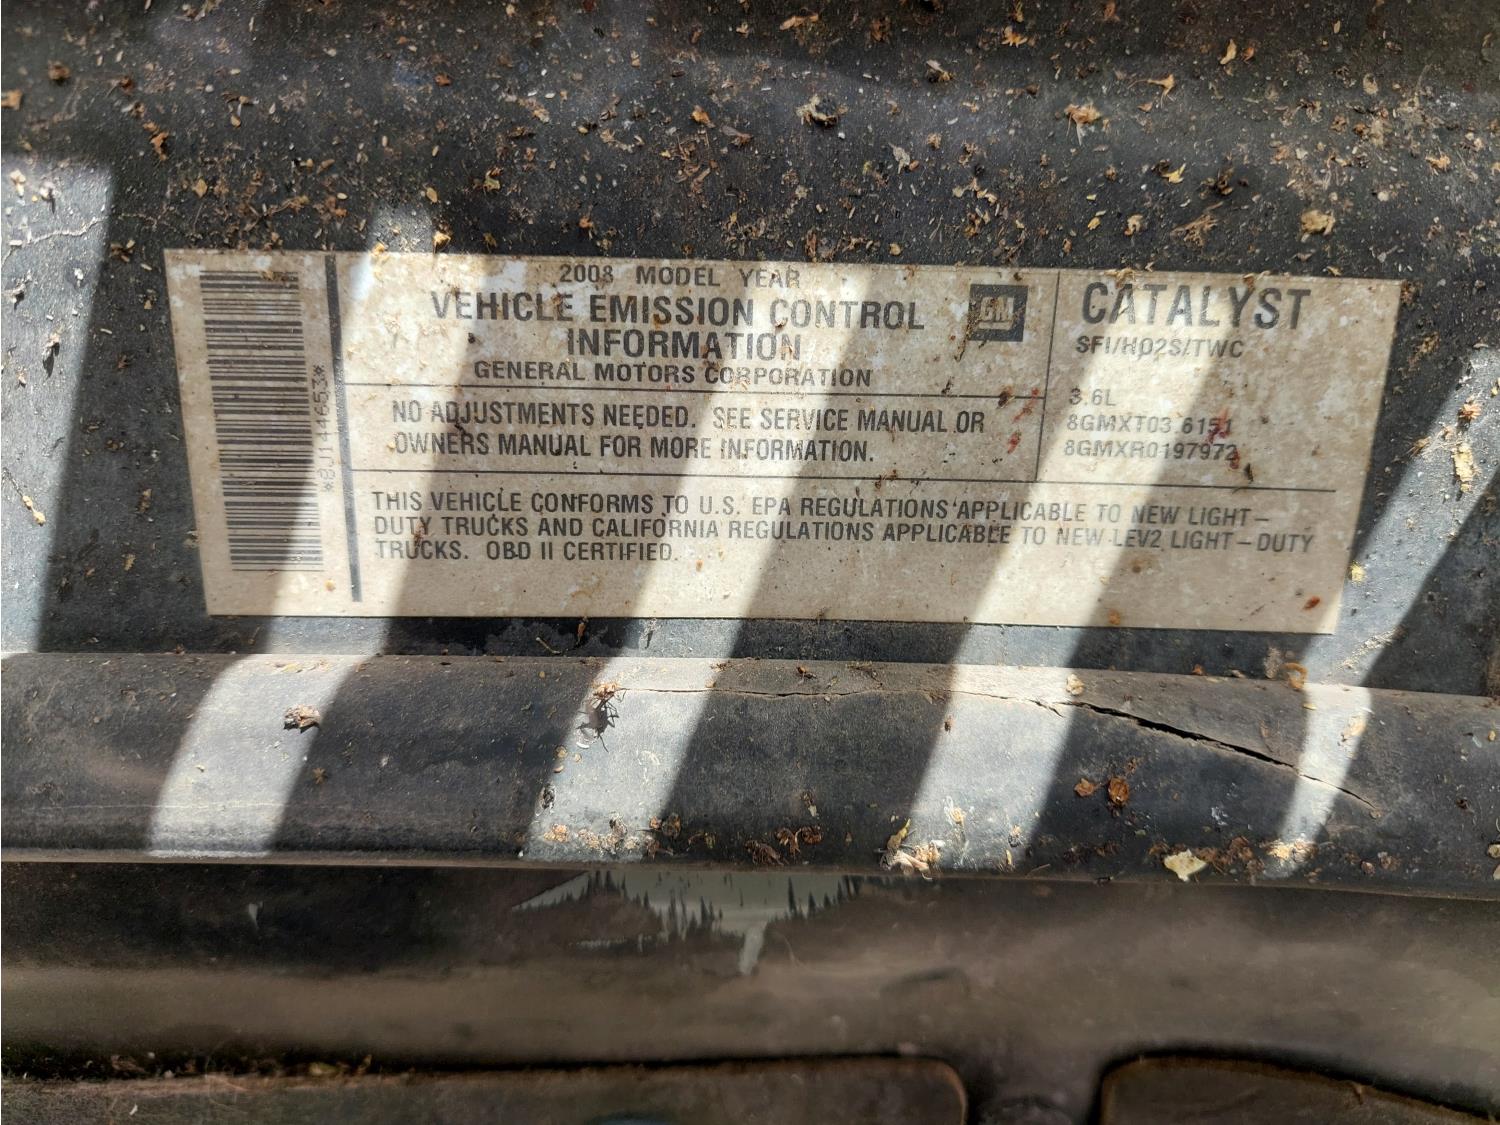 2008 MODEL YEAR
VEHICLE EMISSION CONTROL
INFORMATION
GENERAL MOTORS CORPORATION
GM
NO ADJUSTMENTS NEEDED. SEE SERVICE MANUAL OR
OWNERS MANUAL FOR MORE INFORMATION.
CATALYST
SFI/HO2S/TWC
3.6L
8GMXT03.6151
8GMXR0197972
THIS VEHICLE CONFORMS TO U.S. EPA REGULATIONS APPLICABLE TO NEW LIGHT-
DUTY TRUCKS AND CALIFORNIA REGULATIONS APPLICABLE TO NEW LEV2 LIGHT-DUTY
TRUCKS. OBD II CERTIFIED.
*8J144653*